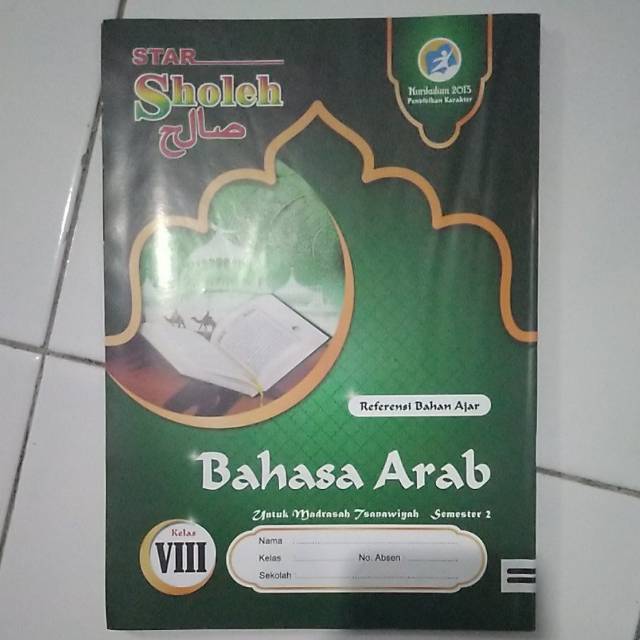 STAR
Sholeh
صالح
Kurikulum 2013
Pendidikan Karakter
Referensi Bahan Ajar
Bahasa Arab
Untuk Madrasah Tsanawiyah Semester 2
Kelas
VIII
Nama :
Kelas : No. Absen :
Sekolah :